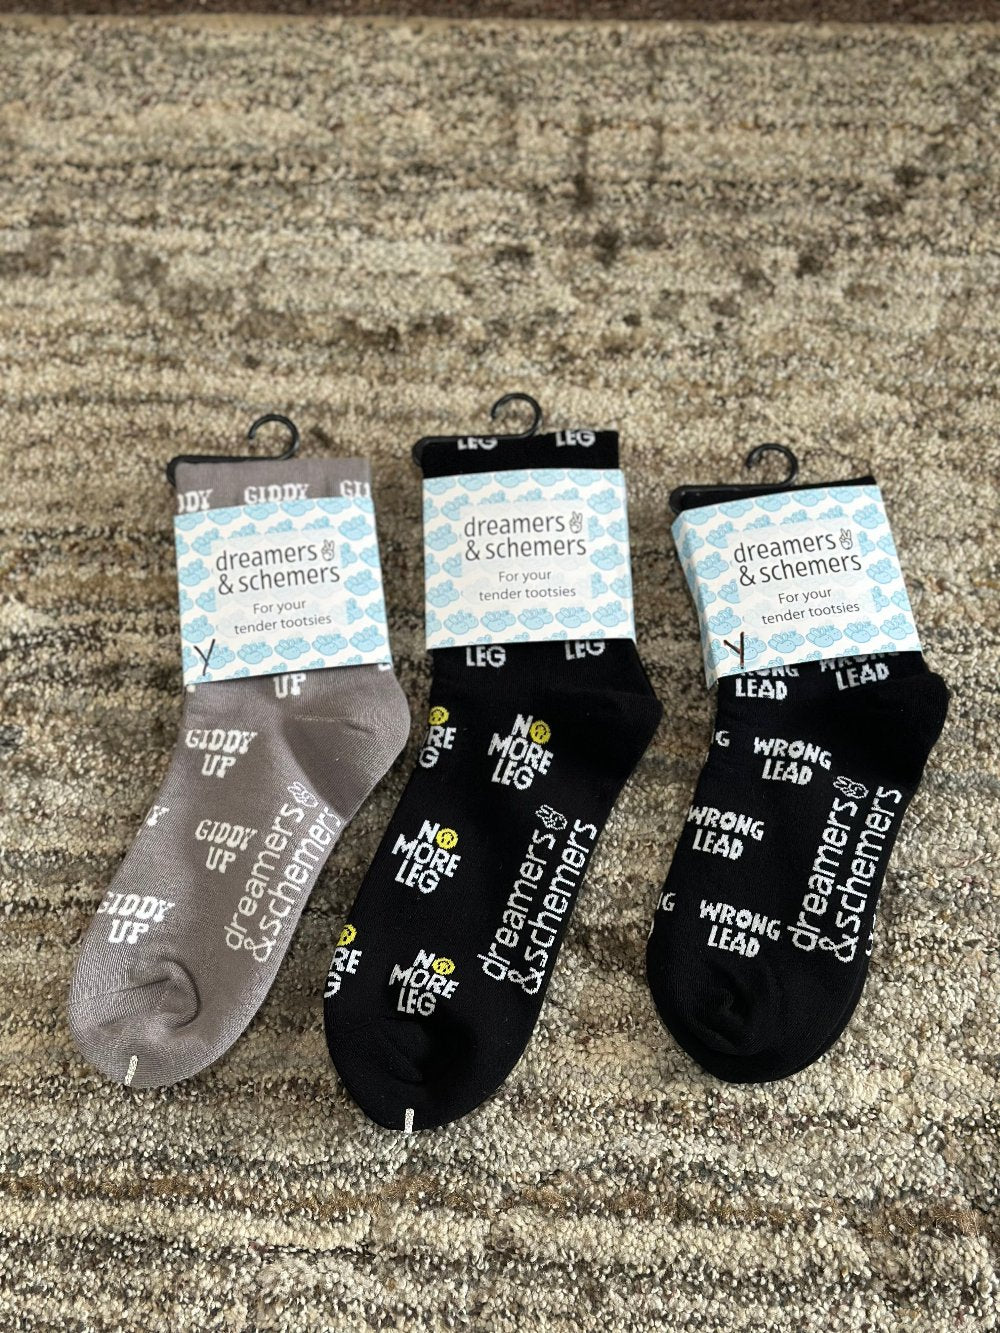 GIDDY
GIDDY
dreamers
& schemers
For your
tender tootsies
Y
UP
GIDDY
UP
GIDDY
UP
GIDDY
UP
dreamers
&schemers
LEG
LEG
dreamers
& schemers
For your
tender tootsies
LEG
LEG
NO
MORE
LEG
NO
MORE
LEG
NO
MORE
LEG
dreamers
&schemers
dreamers
& schemers
For your
tender tootsies
Y
WRONG
LEAD
WRONG
LEAD
WRONG
LEAD
WRONG
LEAD
WRONG
LEAD
dreamers
&schemers